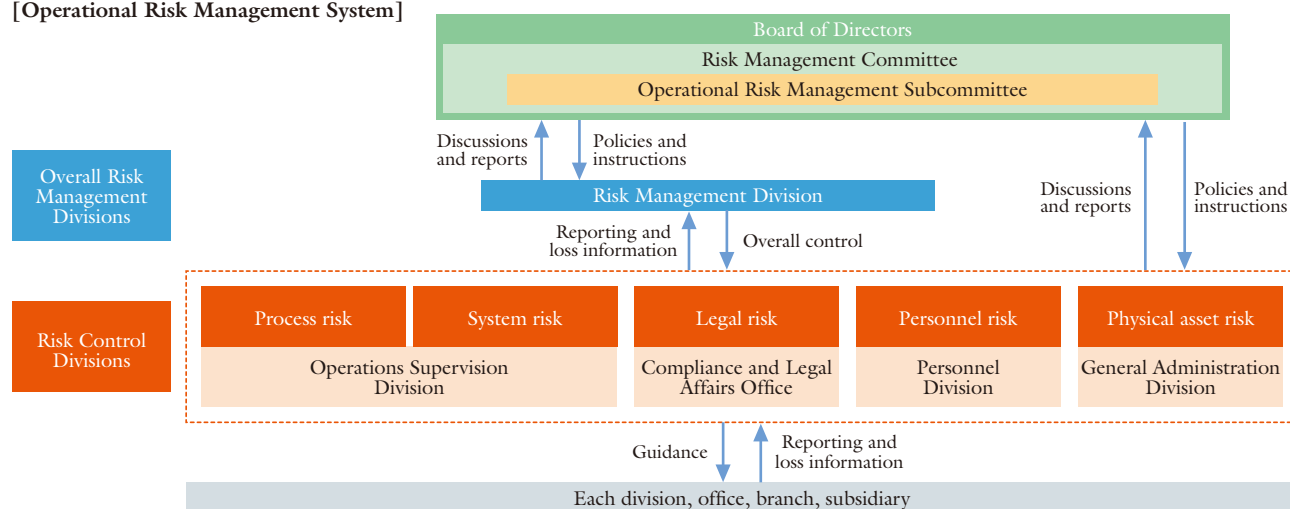 [Operational Risk Management System]
Board of Directors
Risk Management Committee
Operational Risk Management Subcommittee
Discussions
and reports
Policies and
instructions
Overall Risk
Management
Divisions
Risk Management Division
Discussions
and reports
Policies and
instructions
Reporting and
loss information
Overall control
Risk Control
Divisions
Process risk
System risk
Legal risk
Personnel risk
Physical asset risk
Operations Supervision
Division
Compliance and Legal
Affairs Office
Personnel
Division
General Administration
Division
Guidance
Reporting and
loss information
Each division, office, branch, subsidiary